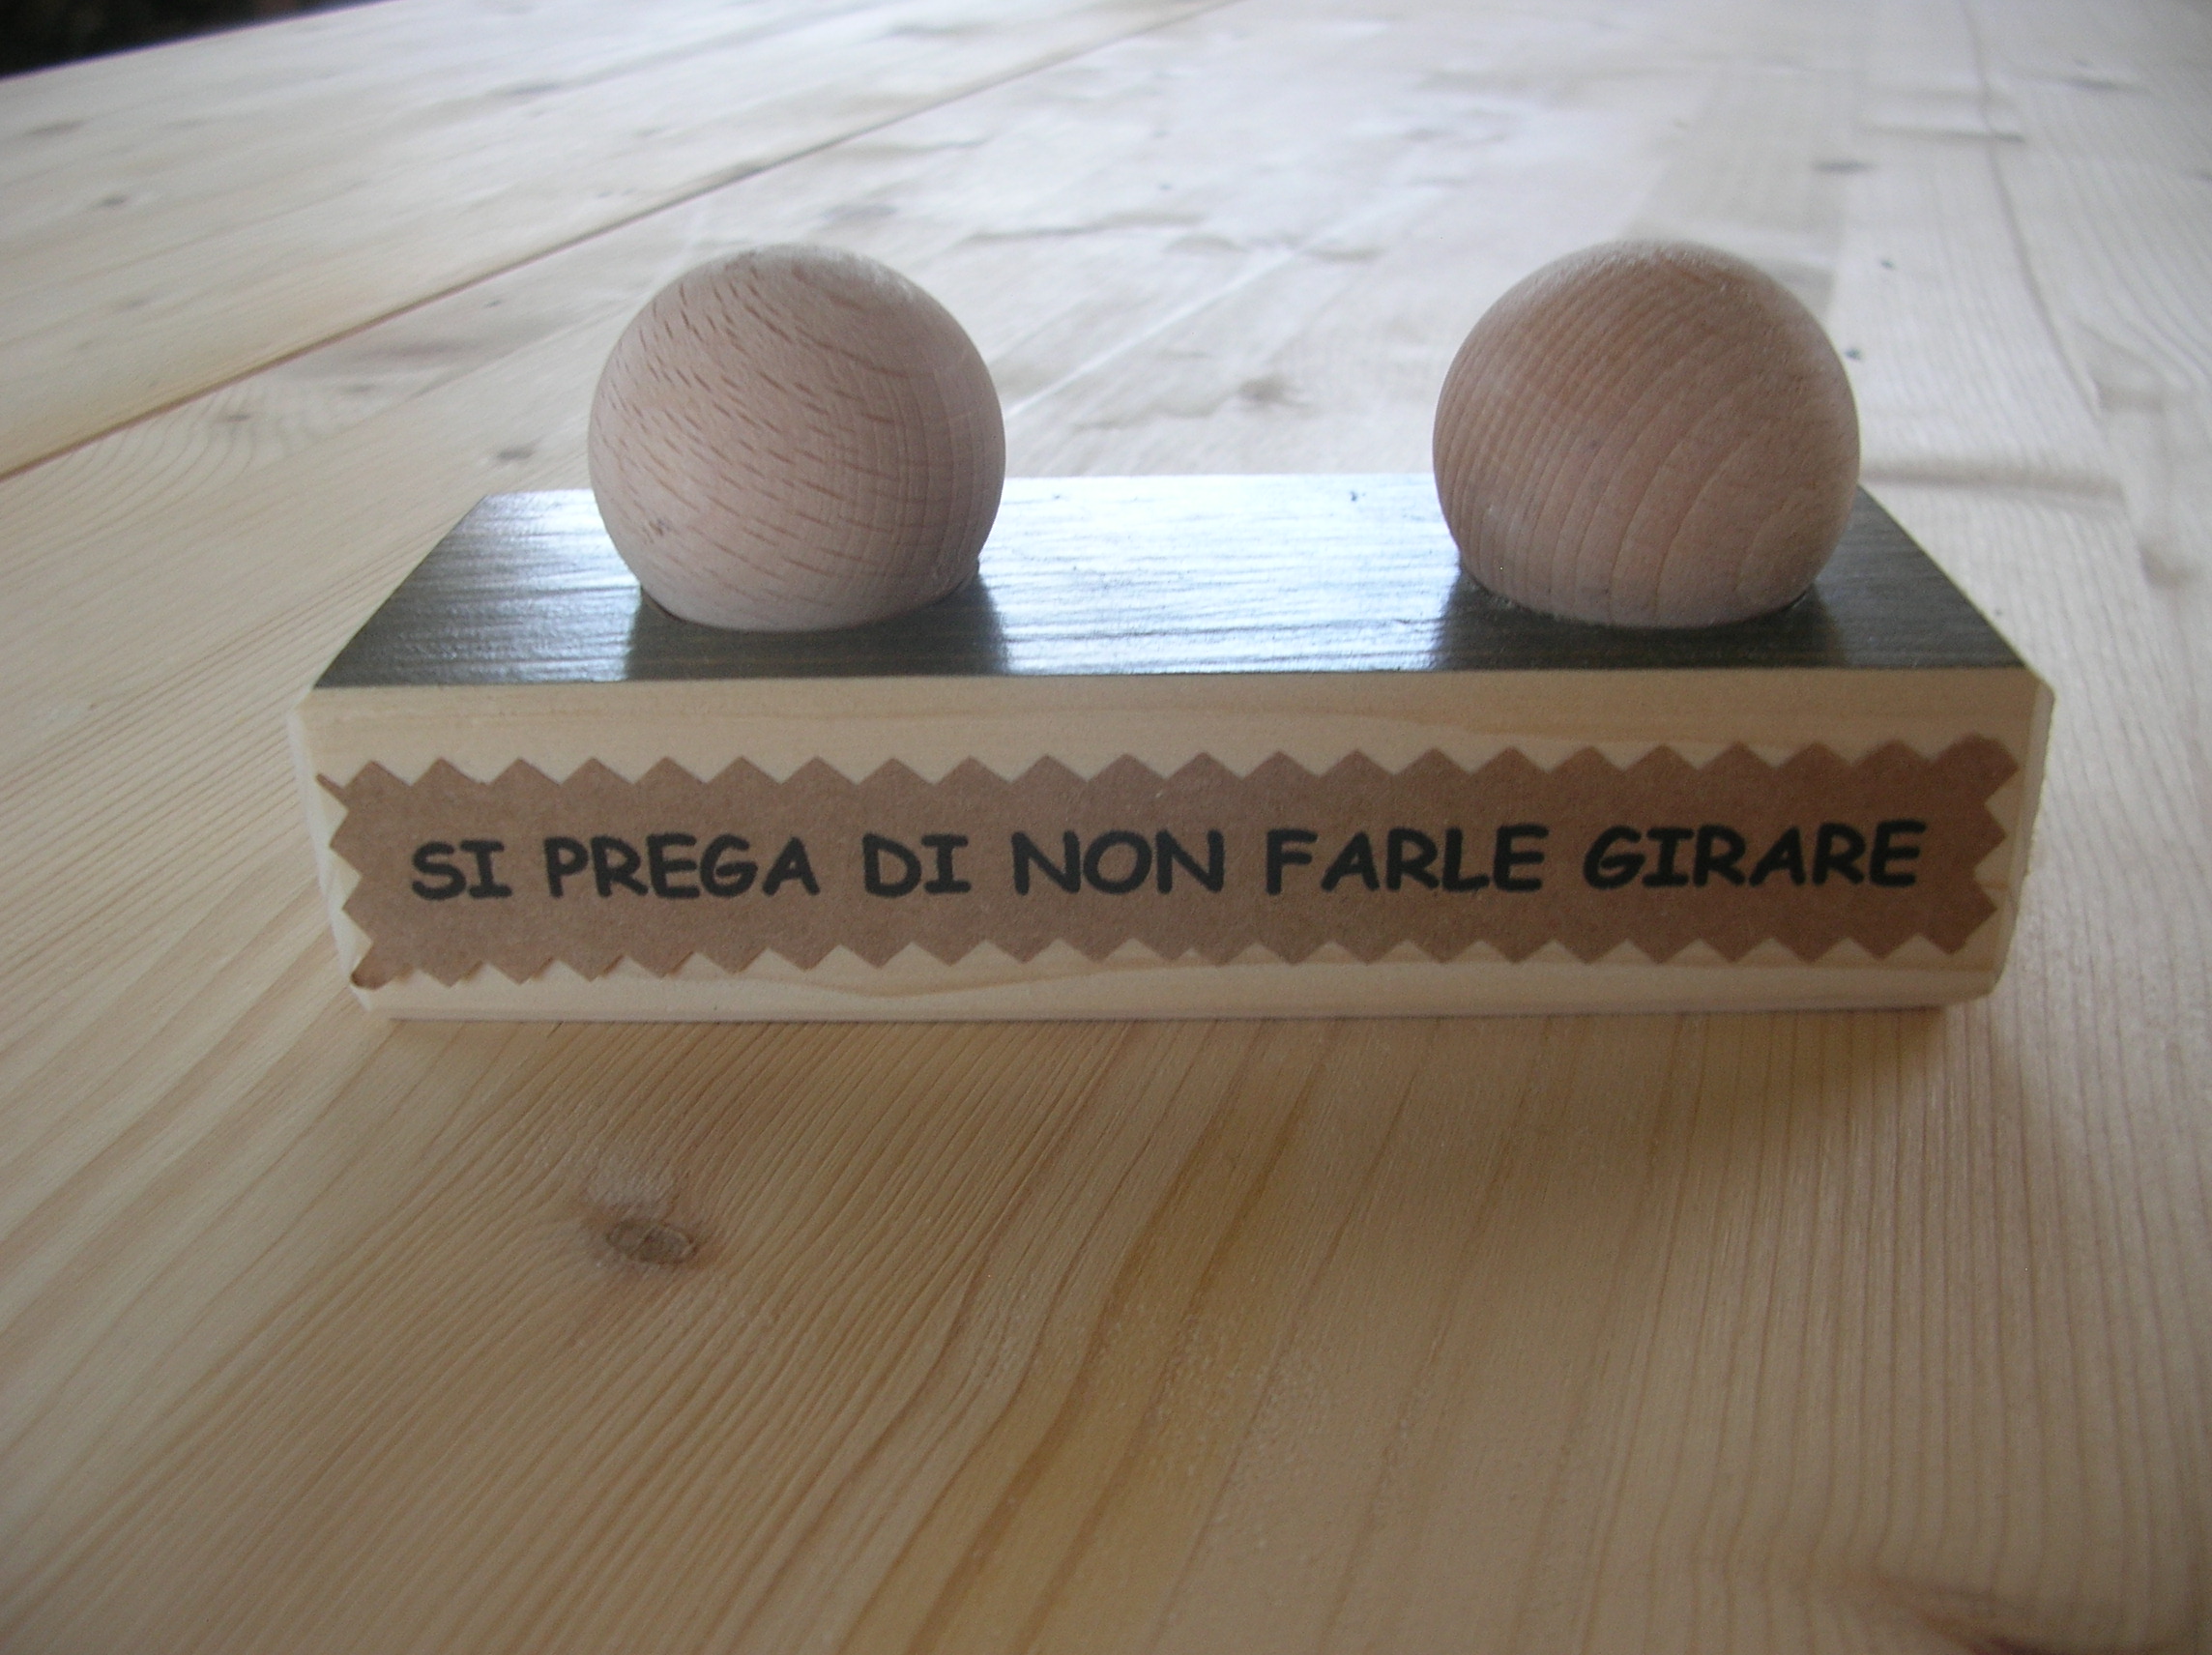 SI PREGA DI NON FARLE GIRARE